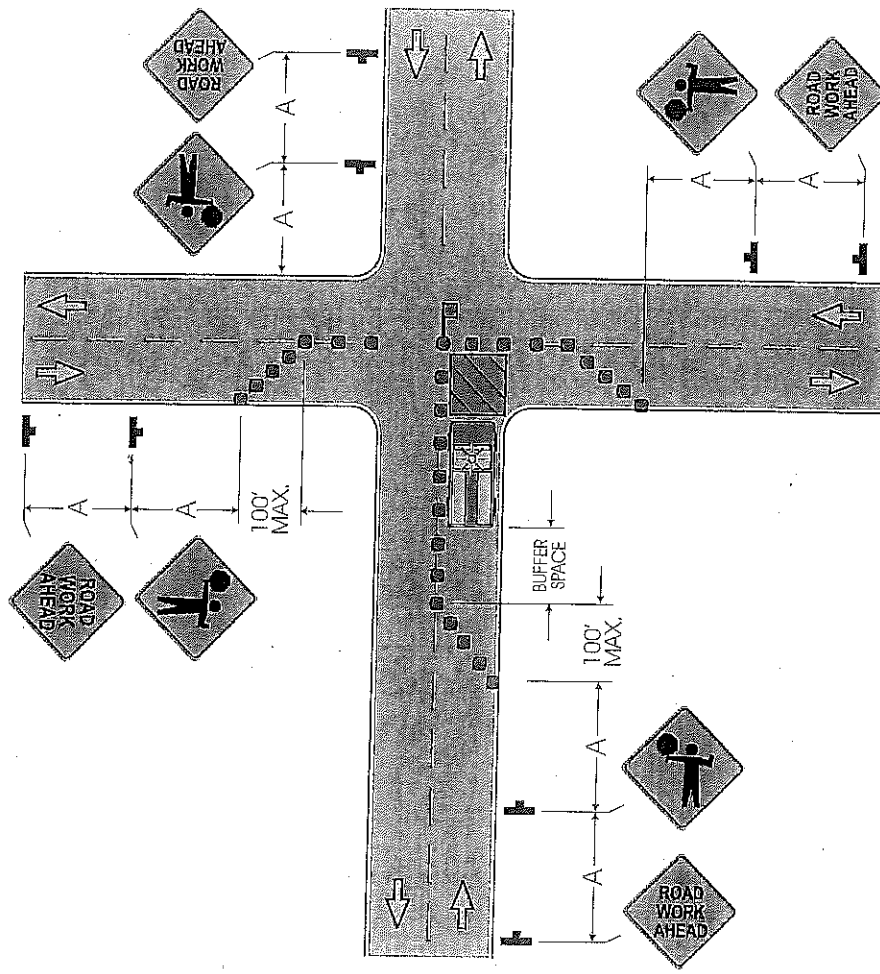 ROAD
WORK
AHEAD
A
A
A
A
100'
MAX.
ROAD
WORK
AHEAD
A
A
ROAD
WORK
AHEAD
BUFFER
SPACE
100'
MAX.
A
A
ROAD
WORK
AHEAD